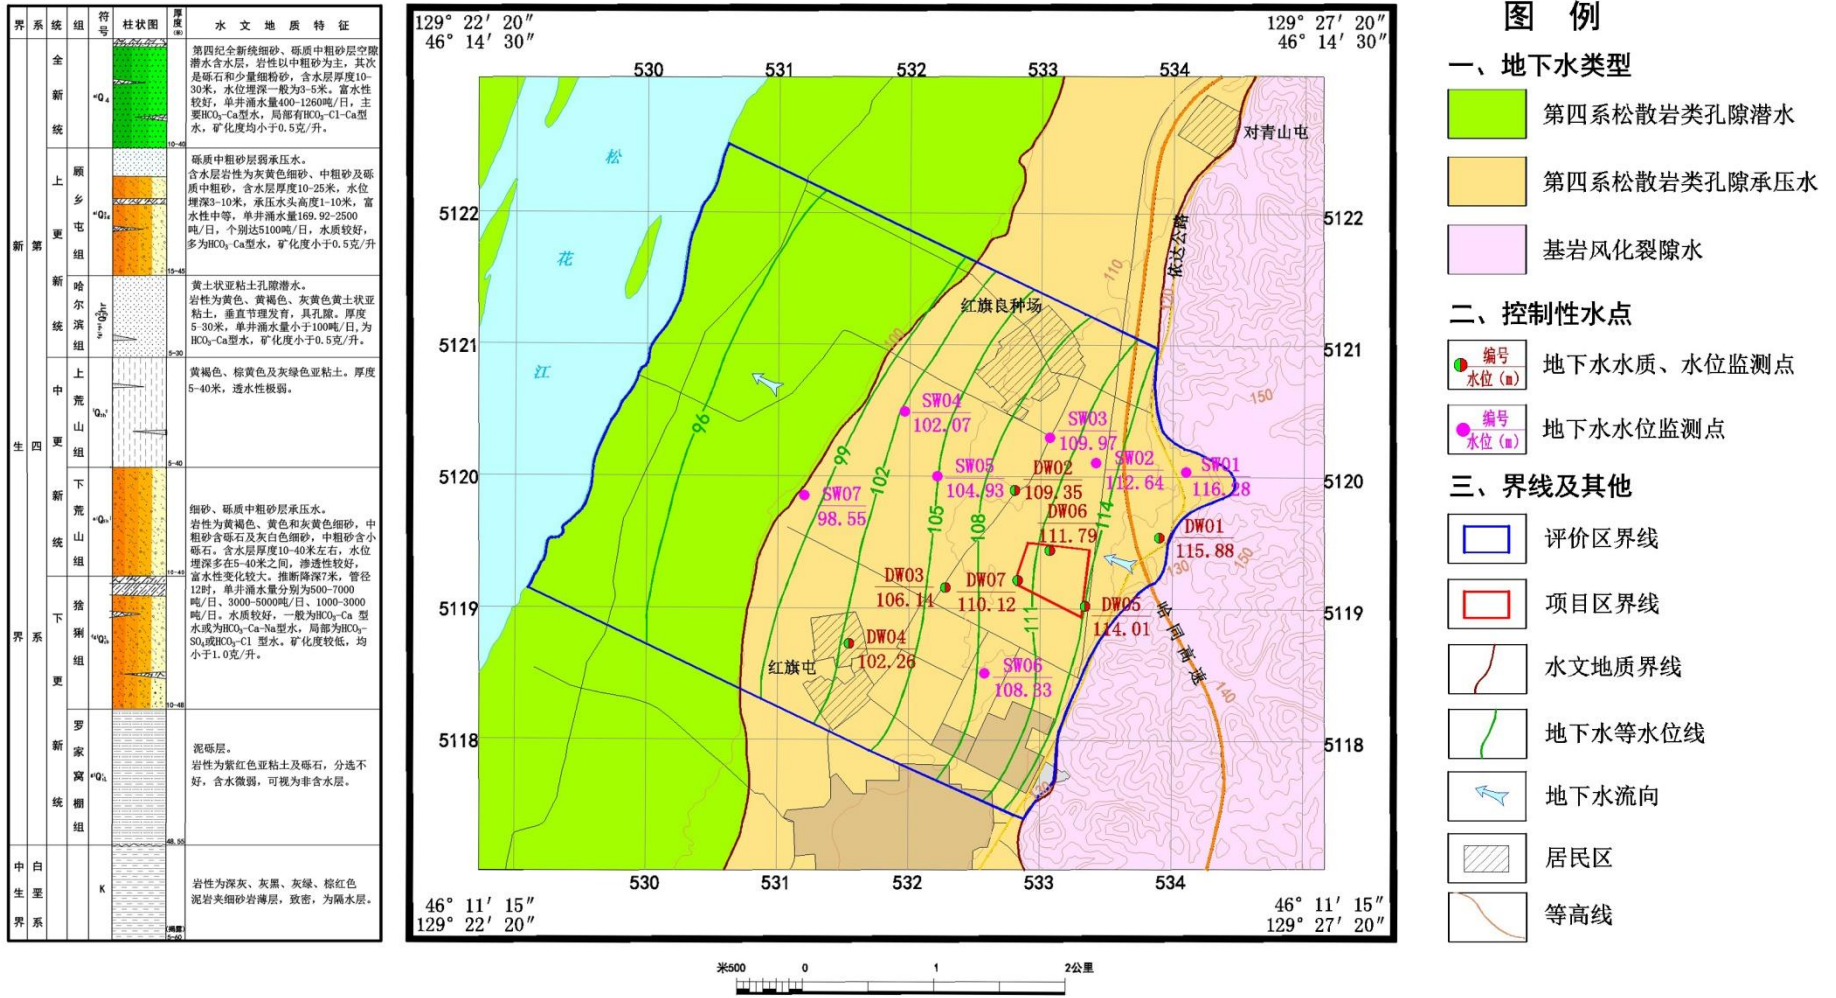 界 系 统 组 符号 柱状图 厚度(米) 水 文 地 质 特 征
新生界
第四系
全新统
第四纪全新统细砂、砾质中粗砂层空隙
潜水含水层，岩性以中粗砂为主，其次
是砾石和少量细粉砂，含水层厚度10-
30米，水位埋深一般为3-5米。富水性
较好，单井涌水量400-1260吨/日，主
要HCO₃-Ca型水，局部有HCO₃-Cl-Ca型
水，矿化度均小于0.5克/升。
10-40
上更新统
顾乡屯组
砾质中粗砂层弱承压水。
含水层岩性为灰黄色细砂、中粗砂及砾
质中粗砂，含水层厚度10-25米，水位
埋深3-10米，承压水头高度1-10米，富
水性中等，单井涌水量169.92-2500
吨/日，个别达5100吨/日，水质较好，
多为HCO₃-Ca型水，矿化度小于0.5克/升
15-45
哈尔滨组
黄土状亚粘土孔隙潜水。
岩性为黄色、黄褐色、灰黄色黄土状亚
粘土，垂直节理发育，具孔隙。厚度
5-30米，单井涌水量小于100吨/日,为
HCO₃-Ca型水，矿化度小于0.5克/升。
5-30
中更新统
上荒山组
黄褐色、棕黄色及灰绿色亚粘土。厚度
5-40米，透水性极弱。
5-40
下荒山组
细砂、砾质中粗砂层承压水。
岩性为黄褐色、黄色和灰黄色细砂，中
粗砂含砾石及灰白色细砂，中粗砂含小
砾石。含水层厚度10-40米左右，水位
埋深多在5-40米之间，渗透性较好，
富水性变化较大。推断降深7米，管径
12时，单井涌水量分别为500-7000
吨/日、3000-5000吨/日、1000-3000
吨/日。水质较好，一般为HCO₃-Ca 型
水或为HCO₃-Ca-Na型水，局部为HCO₃-
SO₄或HCO₃-Cl 型水。矿化度较低，均
小于1.0克/升。
10-40
下更新统
猞猁组
10-48
罗家窝棚组
泥砾层。
岩性为紫红色亚粘土及砾石，分选不
好，含水微弱，可视为非含水层。
48.55
中生界
白垩系
K
岩性为深灰、灰黑、灰绿、棕红色
泥岩夹细砂岩薄层，致密，为隔水层。
(揭露)
5-60
129° 22′ 20″
46° 14′ 30″
129° 27′ 20″
46° 14′ 30″
530 531 532 533 534
对青山屯
松
花
江
依达公路
5122 5122
110
120
红旗良种场
100
5121 5121
150
96
SW04
102.07
SW03
109.97
99
102
SW05
104.93
DW02
109.35
SW02
112.64
SW01
116.28
5120 5120
SW07
98.55
105
108
DW06
111.79
114
DW01
115.88
130
150
DW03
106.14
DW07
110.12
111
DW05
114.01
5119 5119
哈同高速
DW04
102.26
红旗屯
SW06
108.33
140
5118 5118
130
530 531 532 533 534
46° 11′ 15″
129° 22′ 20″
46° 11′ 15″
129° 27′ 20″
米500 0 1 2公里
图 例
一、地下水类型
第四系松散岩类孔隙潜水
第四系松散岩类孔隙承压水
基岩风化裂隙水
二、控制性水点
编号
水位(m)
地下水水质、水位监测点
编号
水位(m)
地下水水位监测点
三、界线及其他
评价区界线
项目区界线
水文地质界线
地下水等水位线
地下水流向
居民区
等高线